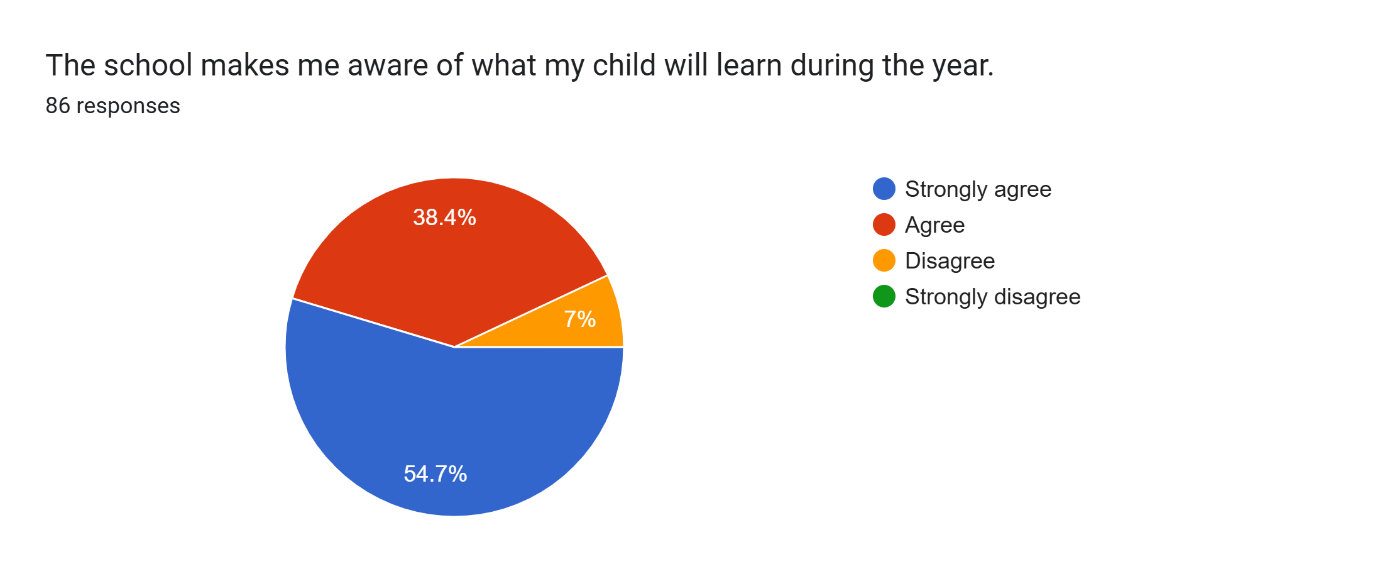 The school makes me aware of what my child will learn during the year.
86 responses
38.4%
7%
54.7%
Strongly agree
Agree
Disagree
Strongly disagree